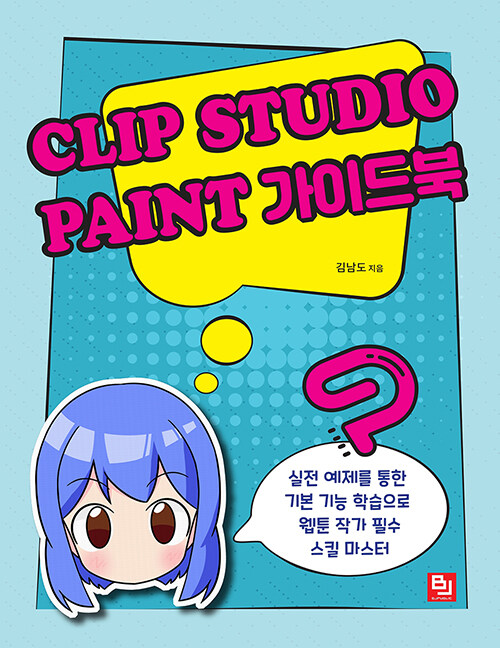 CLIP STUDIO
PAINT 가이드북
김남도 지음
실전 예제를 통한
기본 기능 학습으로
웹툰 작가 필수
스킬 마스터
BJ